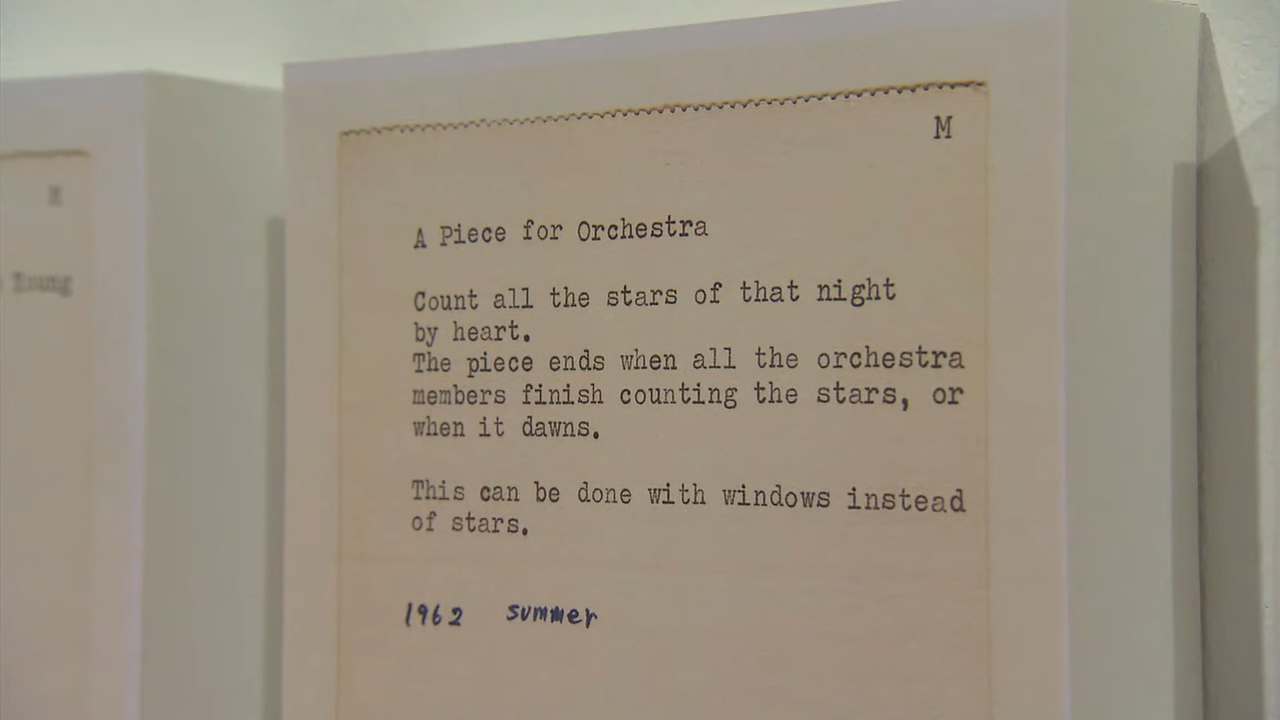 M
Young
M
A Piece for Orchestra
Count all the stars of that night
by heart.
The piece ends when all the orchestra
members finish counting the stars, or
when it dawns.
This can be done with windows instead
of stars.
1962 summer